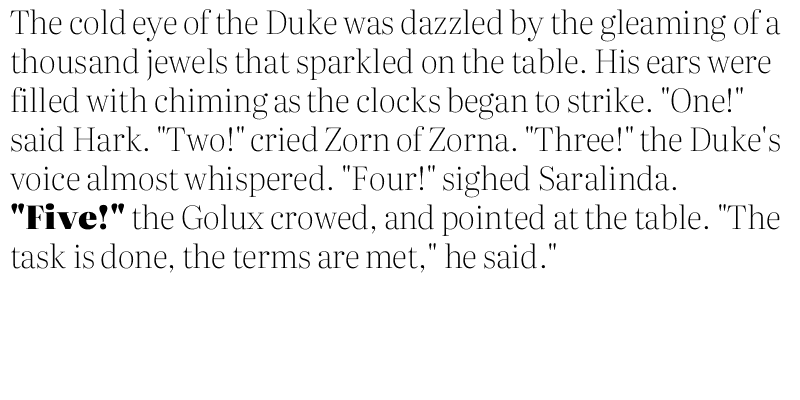 The cold eye of the Duke was dazzled by the gleaming of a
thousand jewels that sparkled on the table. His ears were
filled with chiming as the clocks began to strike. "One!"
said Hark. "Two!" cried Zorn of Zorna. "Three!" the Duke's
voice almost whispered. "Four!" sighed Saralinda.
"Five!" the Golux crowed, and pointed at the table. "The
task is done, the terms are met," he said."